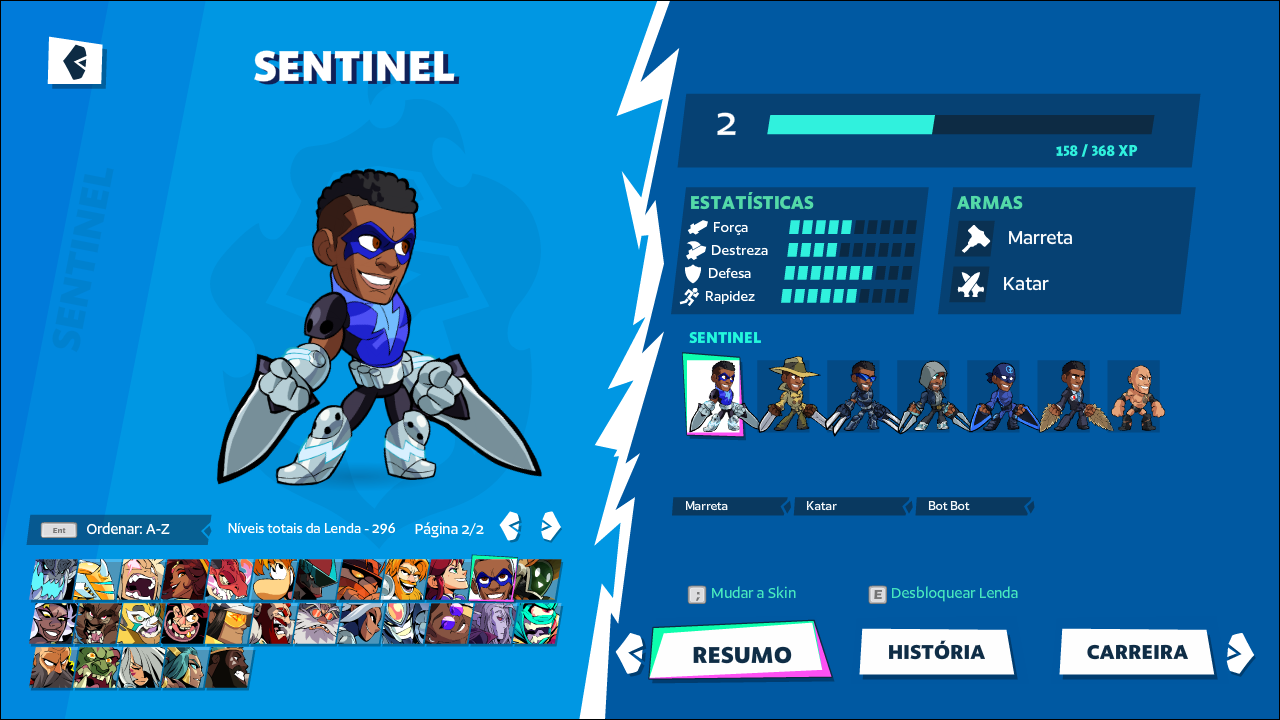 SENTINEL
SENTINEL
2
158 / 368 XP
ESTATÍSTICAS
Força
Destreza
Defesa
Rapidez
ARMAS
Marreta
Katar
SENTINEL
Marreta
Katar
Bot Bot
Ent
Ordenar: A-Z
Níveis totais da Lenda - 296
Página 2/2
;
Mudar a Skin
E
Desbloquear Lenda
RESUMO
HISTÓRIA
CARREIRA